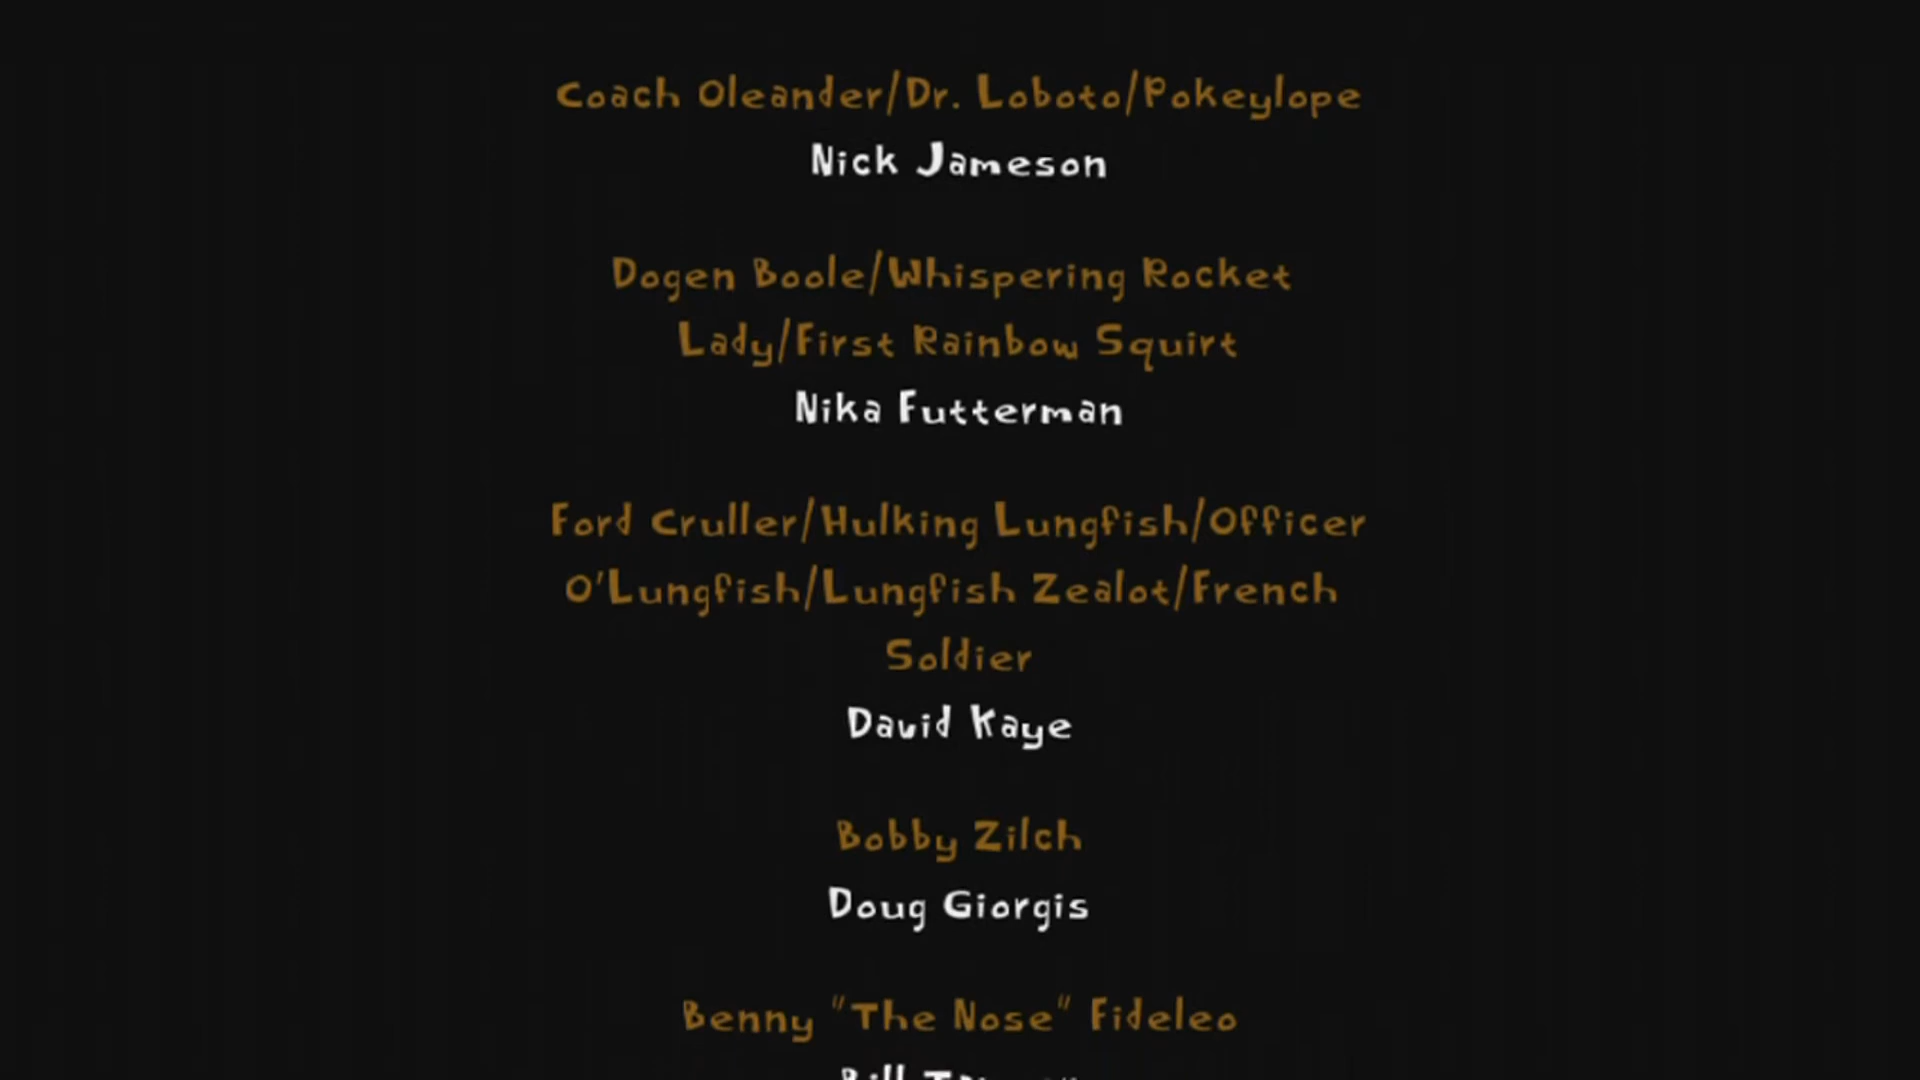 Coach Oleander/Dr. Loboto/Pokeylope
Nick Jameson
Dogen Boole/Whispering Rocket
Lady/First Rainbow Squirt
Nika Futterman
Ford Cruller/Hulking Lungfish/Officer
O'Lungfish/Lungfish Zealot/French
Soldier
David Kaye
Bobby Zilch
Doug Giorgis
Benny "The Nose" Fideleo
Bill